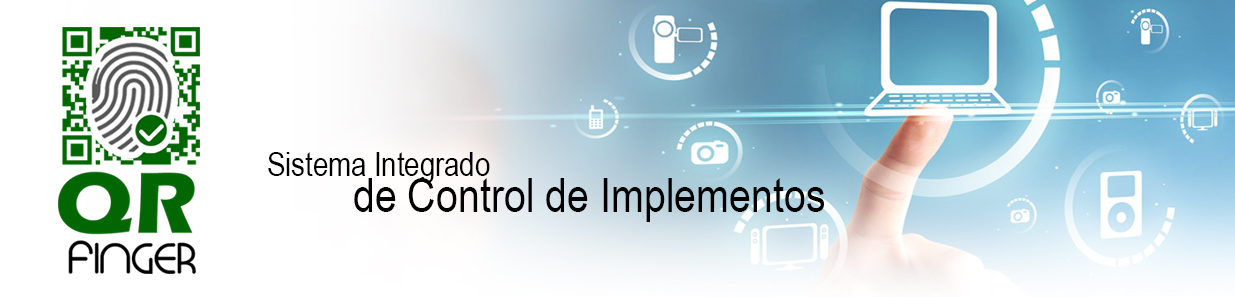 QR
FINGER
Sistema Integrado
de Control de Implementos